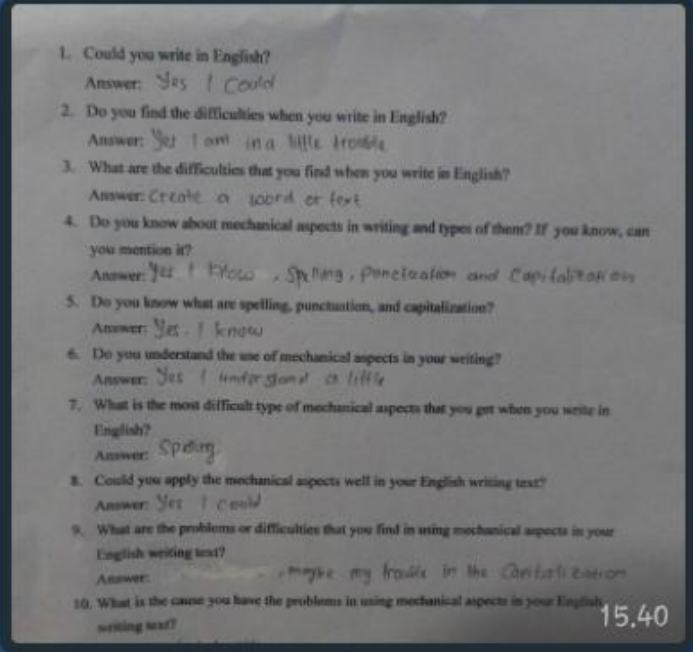 1. Could you write in English?
Answer: Yes I Could
2. Do you find the difficulties when you write in English?
Answer: Yes I am in a little trouble
3. What are the difficulties that you find when you write in English?
Answer: Create a word or text
4. Do you know about mechanical aspects in writing and types of them? If you know, can
you mention it?
Answer: Yes I know , Spelling, and
5. Do you know what are spelling, punctuation, and capitalization?
Answer: Yes. I know
6. Do you understand the use of mechanical aspects in your writing?
Answer: Yes I understand a little
7. What is the most difficult type of mechanical aspects that you get when you write in
English?
Answer:
8. Could you apply the mechanical aspects well in your English writing text?
Answer: Yes I could
9. What are the problems or difficulties that you find in using mechanical aspects in your
English writing text?
Answer: , maybe my trouble in the
10. What is the cause you have the problems in using mechanical aspects in your English
writing text?
15.40